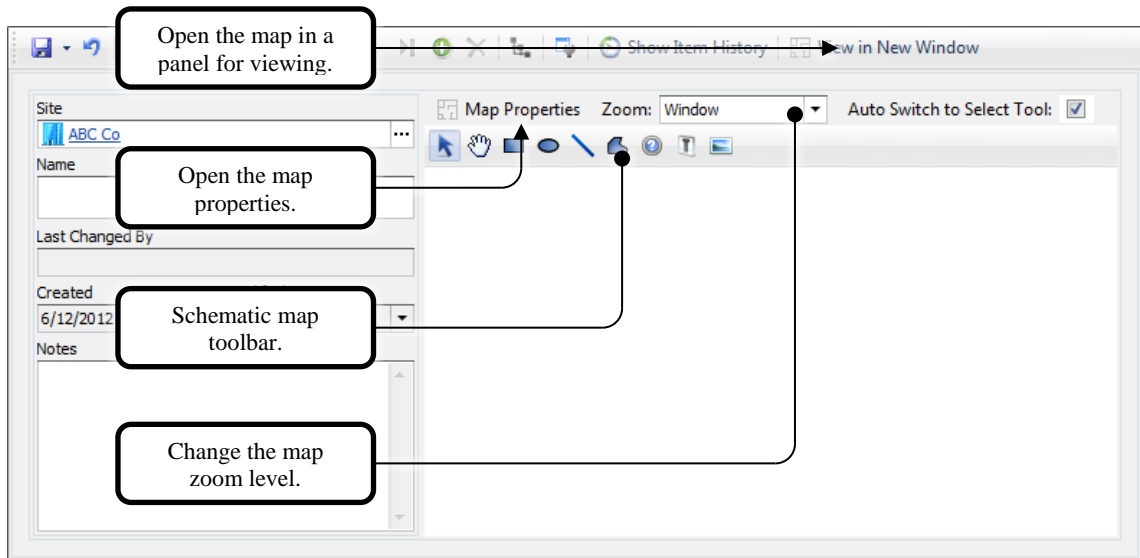 Open the map in a
panel for viewing.
Show Item History
View in New Window
Site
ABC Co
Name
Map Properties
Zoom:
Window
Auto Switch to Select Tool:
Open the map
properties.
Last Changed By
Created
6/12/2012
Schematic map
toolbar.
Notes
Change the map
zoom level.